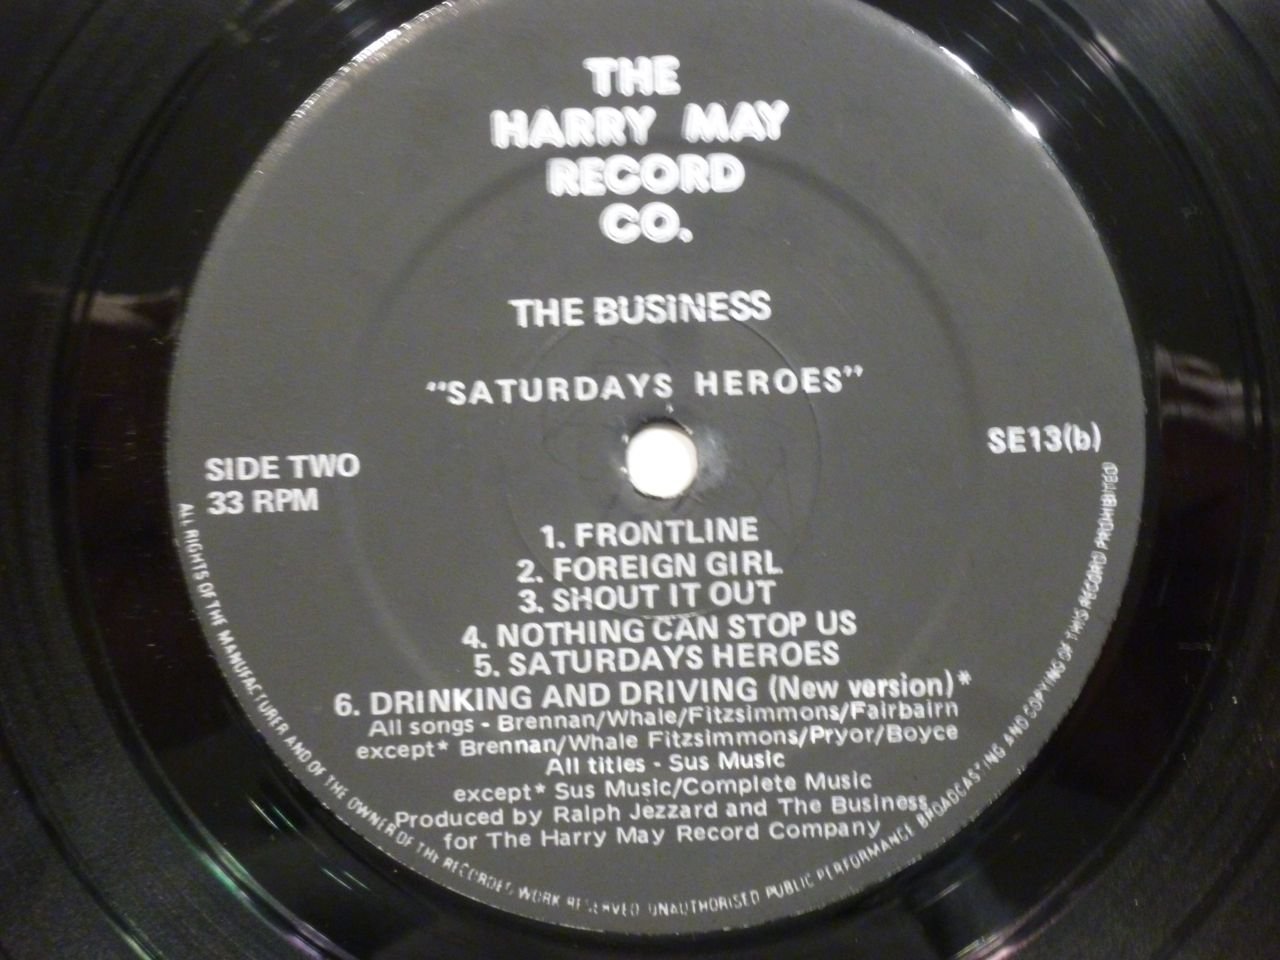 THE
HARRY MAY
RECORD
CO.
THE BUSINESS
"SATURDAYS HEROES"
SIDE TWO
33 RPM
SE13(b)
1. FRONTLINE
2. FOREIGN GIRL
3. SHOUT IT OUT
4. NOTHING CAN STOP US
5. SATURDAYS HEROES
6. DRINKING AND DRIVING (New version)*
All songs - Brennan/Whale/Fitzsimmons/Fairbairn
except* Brennan/Whale Fitzsimmons/Pryor/Boyce
All titles - Sus Music
except* Sus Music/Complete Music
Produced by Ralph Jezzard and The Business
for The Harry May Record Company
ALL RIGHTS OF THE MANUFACTURER AND OF THE OWNER OF THE RECORDED WORK RESERVED UNAUTHORISED PUBLIC PERFORMANCE BROADCASTING AND COPYING OF THIS RECORD PROHIBITED